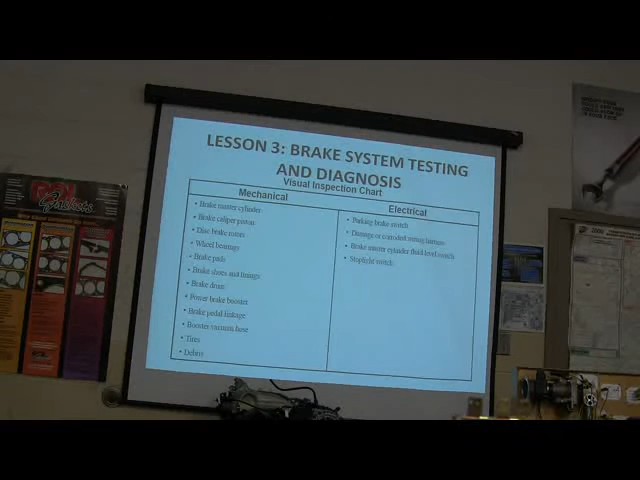 LESSON 3: BRAKE SYSTEM TESTING
AND DIAGNOSIS
Visual Inspection Chart
Mechanical
• Brake master cylinder
• Brake caliper piston
• Disc brake rotors
• Wheel bearings
• Brake pads
• Brake shoes and linings
• Brake drum
• Power brake booster
• Brake pedal linkage
• Booster vacuum hose
• Tires
• Debris
Electrical
• Parking brake switch
• Damage or corroded wiring harness
• Brake master cylinder fluid level switch
• Stoplight switch
Gaskets
2006